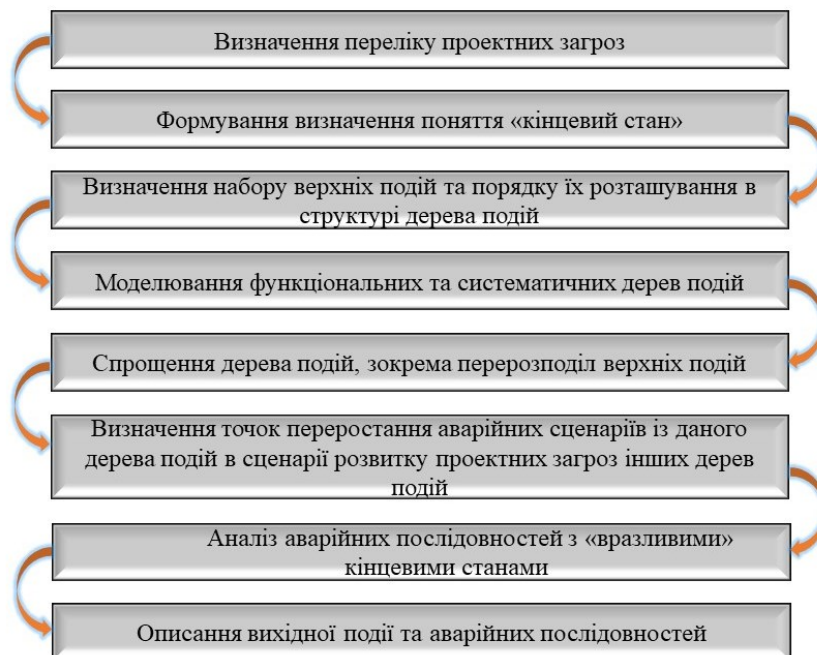 Визначення переліку проектних загроз
Формування визначення поняття «кінцевий стан»
Визначення набору верхніх подій та порядку їх розташування в
структурі дерева подій
Моделювання функціональних та систематичних дерев подій
Спрощення дерева подій, зокрема перерозподіл верхніх подій
Визначення точок переростання аварійних сценаріїв із даного
дерева подій в сценарії розвитку проектних загроз інших дерев
подій
Аналіз аварійних послідовностей з «вразливими»
кінцевими станами
Описання вихідної події та аварійних послідовностей